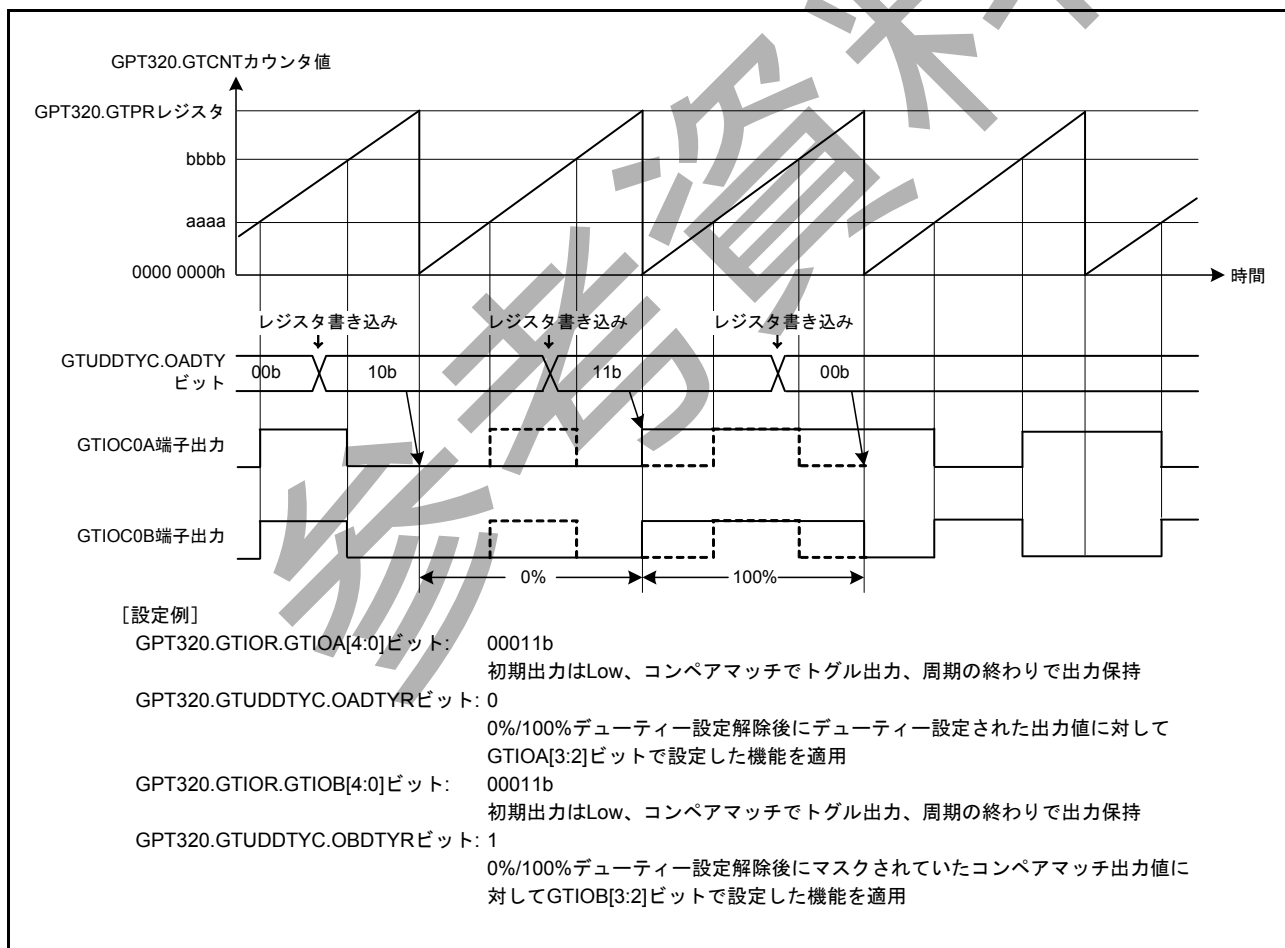 GPT320.GTCNTカウンタ値
GPT320.GTPRレジスタ
bbbb
aaaa
0000 0000h
時間
レジスタ書き込み レジスタ書き込み レジスタ書き込み
GTUDDTYC.OADTY
ビット
00b 10b 11b 00b
GTIOC0A端子出力
GTIOC0B端子出力
0% 100%
［設定例］
GPT320.GTIOR.GTIOA[4:0]ビット: 00011b
初期出力はLow、コンペアマッチでトグル出力、周期の終わりで出力保持
GPT320.GTUDDTYC.OADTYRビット: 0
0%/100%デューティー設定解除後にデューティー設定された出力値に対して
GTIOA[3:2]ビットで設定した機能を適用
GPT320.GTIOR.GTIOB[4:0]ビット: 00011b
初期出力はLow、コンペアマッチでトグル出力、周期の終わりで出力保持
GPT320.GTUDDTYC.OBDTYRビット: 1
0%/100%デューティー設定解除後にマスクされていたコンペアマッチ出力値に
対してGTIOB[3:2]ビットで設定した機能を適用
参考資料